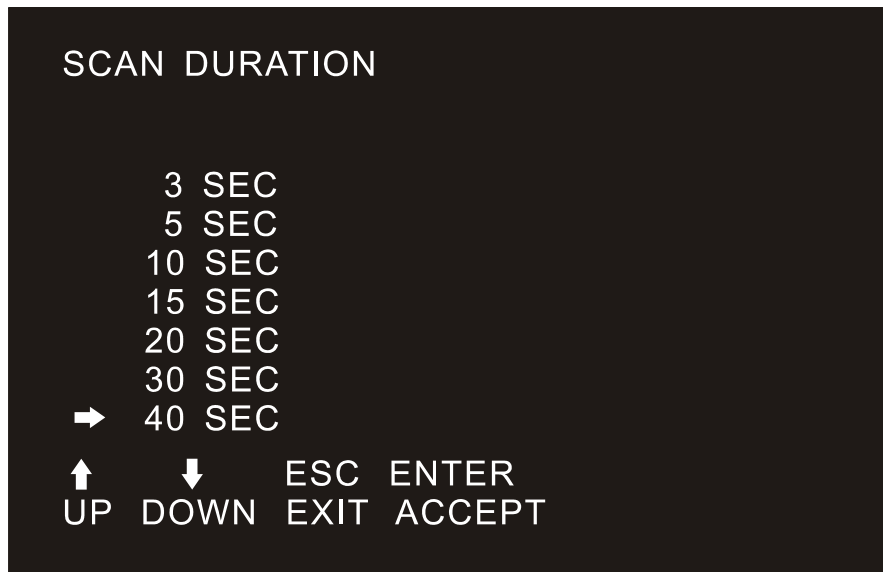 SCAN DURATION
3 SEC
5 SEC
10 SEC
15 SEC
20 SEC
30 SEC
➡ 40 SEC
⬆ ⬇ ESC ENTER
UP DOWN EXIT ACCEPT